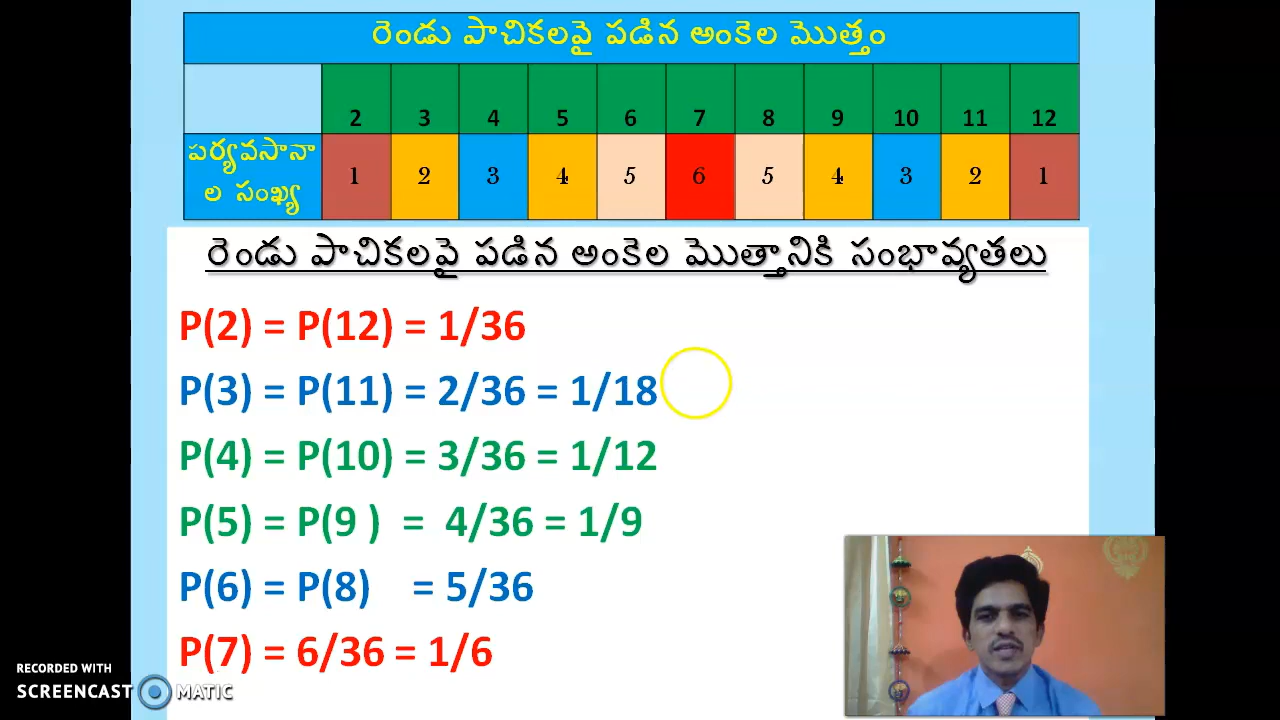 రెండు పాచికలపై పడిన అంకెల మొత్తం
2 3 4 5 6 7 8 9 10 11 12
పర్యవసానా
ల సంఖ్య
1 2 3 4 5 6 5 4 3 2 1
రెండు పాచికలపై పడిన అంకెల మొత్తానికి సంభావ్యతలు
P(2) = P(12) = 1/36
P(3) = P(11) = 2/36 = 1/18
P(4) = P(10) = 3/36 = 1/12
P(5) = P(9 ) = 4/36 = 1/9
P(6) = P(8) = 5/36
P(7) = 6/36 = 1/6
RECORDED WITH
SCREENCAST MATIC